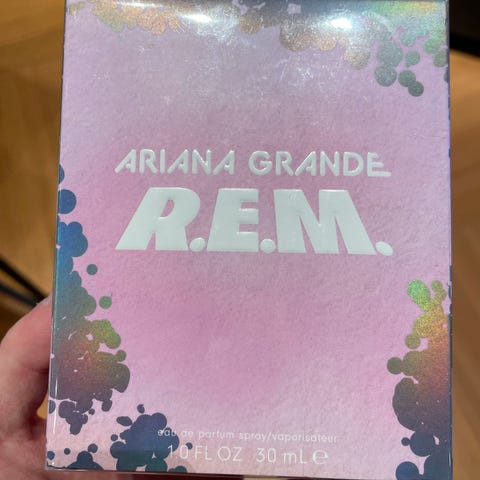 ARIANA GRANDE
R.E.M.
eau de parfum spray/vaporisateur
1.0 FL OZ 30 mL ℮